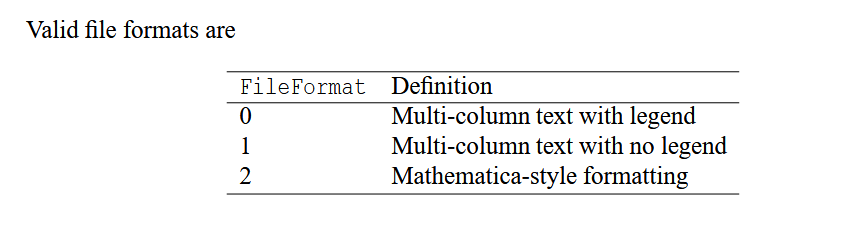 Valid file formats are
FileFormat Definition
0 Multi-column text with legend
1 Multi-column text with no legend
2 Mathematica-style formatting